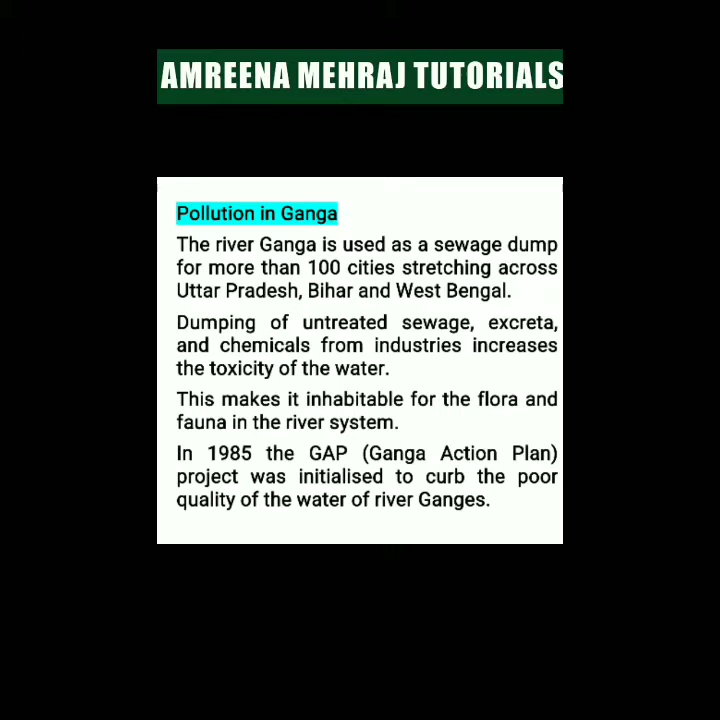 AMREENA MEHRAJ TUTORIALS
Pollution in Ganga
The river Ganga is used as a sewage dump
for more than 100 cities stretching across
Uttar Pradesh, Bihar and West Bengal.
Dumping of untreated sewage, excreta,
and chemicals from industries increases
the toxicity of the water.
This makes it inhabitable for the flora and
fauna in the river system.
In 1985 the GAP (Ganga Action Plan)
project was initialised to curb the poor
quality of the water of river Ganges.